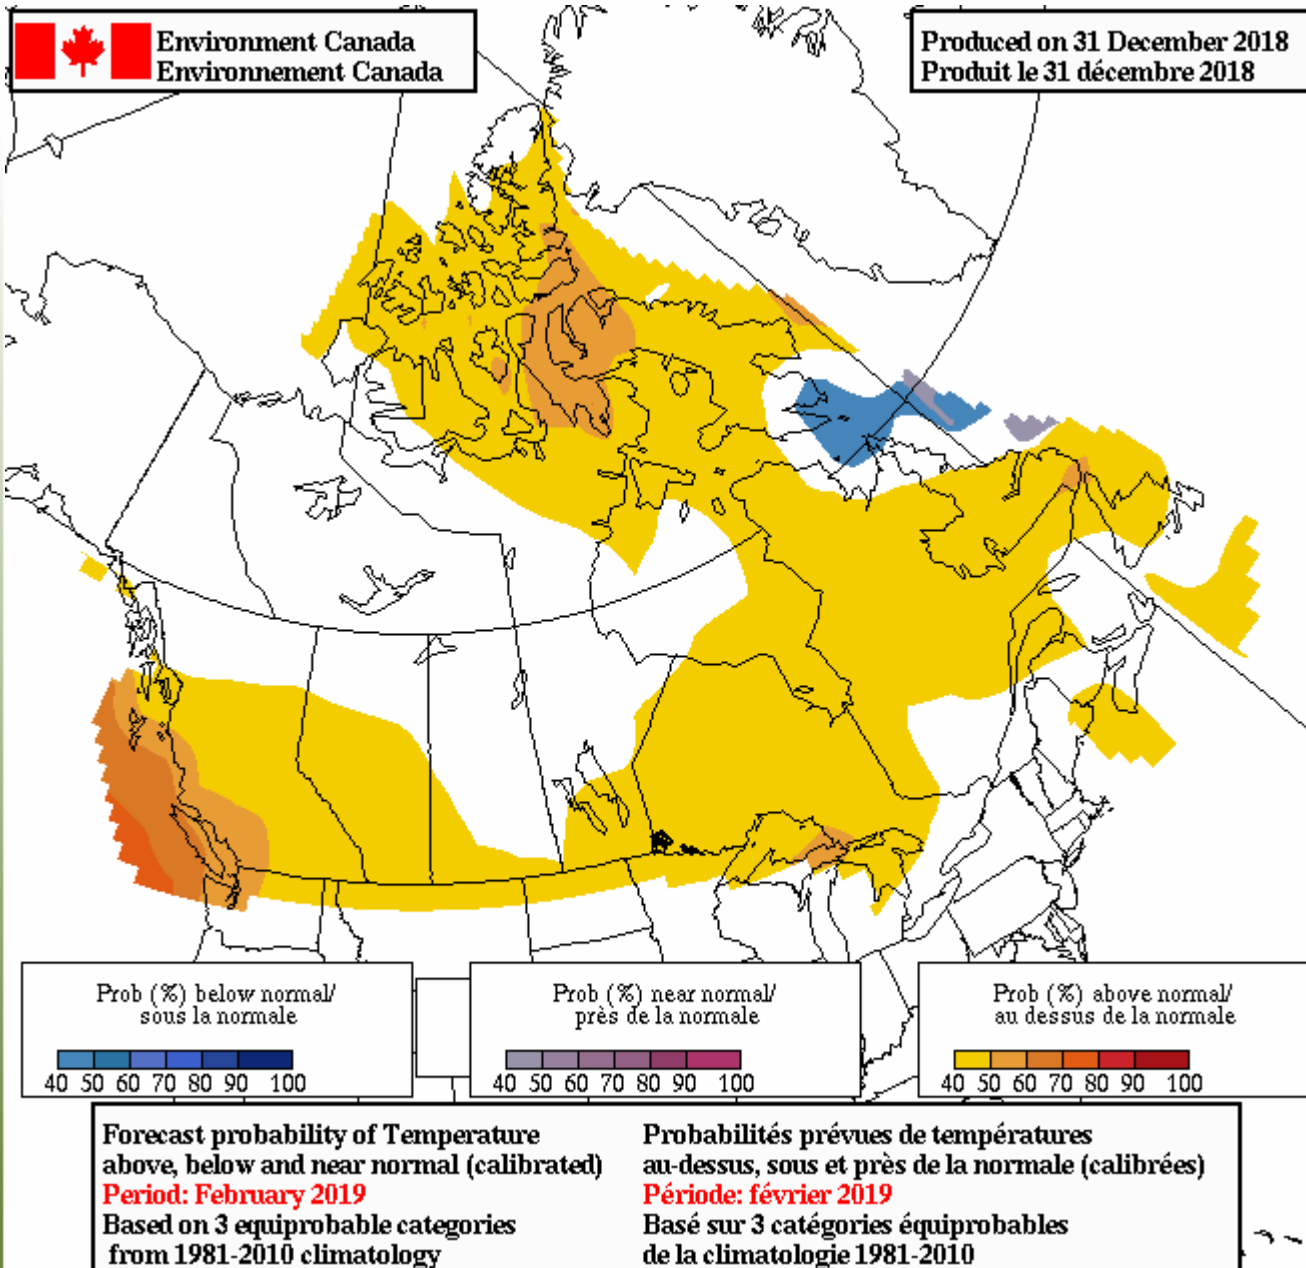 Environment Canada
Environnement Canada
Produced on 31 December 2018
Produit le 31 décembre 2018
Prob (%) below normal/
sous la normale
40 50 60 70 80 90 100
Prob (%) near normal/
près de la normale
40 50 60 70 80 90 100
Prob (%) above normal/
au dessus de la normale
40 50 60 70 80 90 100
Forecast probability of Temperature
above, below and near normal (calibrated)
Period: February 2019
Based on 3 equiprobable categories
from 1981-2010 climatology
Probabilités prévues de températures
au-dessus, sous et près de la normale (calibrées)
Période: février 2019
Basé sur 3 catégories équiprobables
de la climatologie 1981-2010